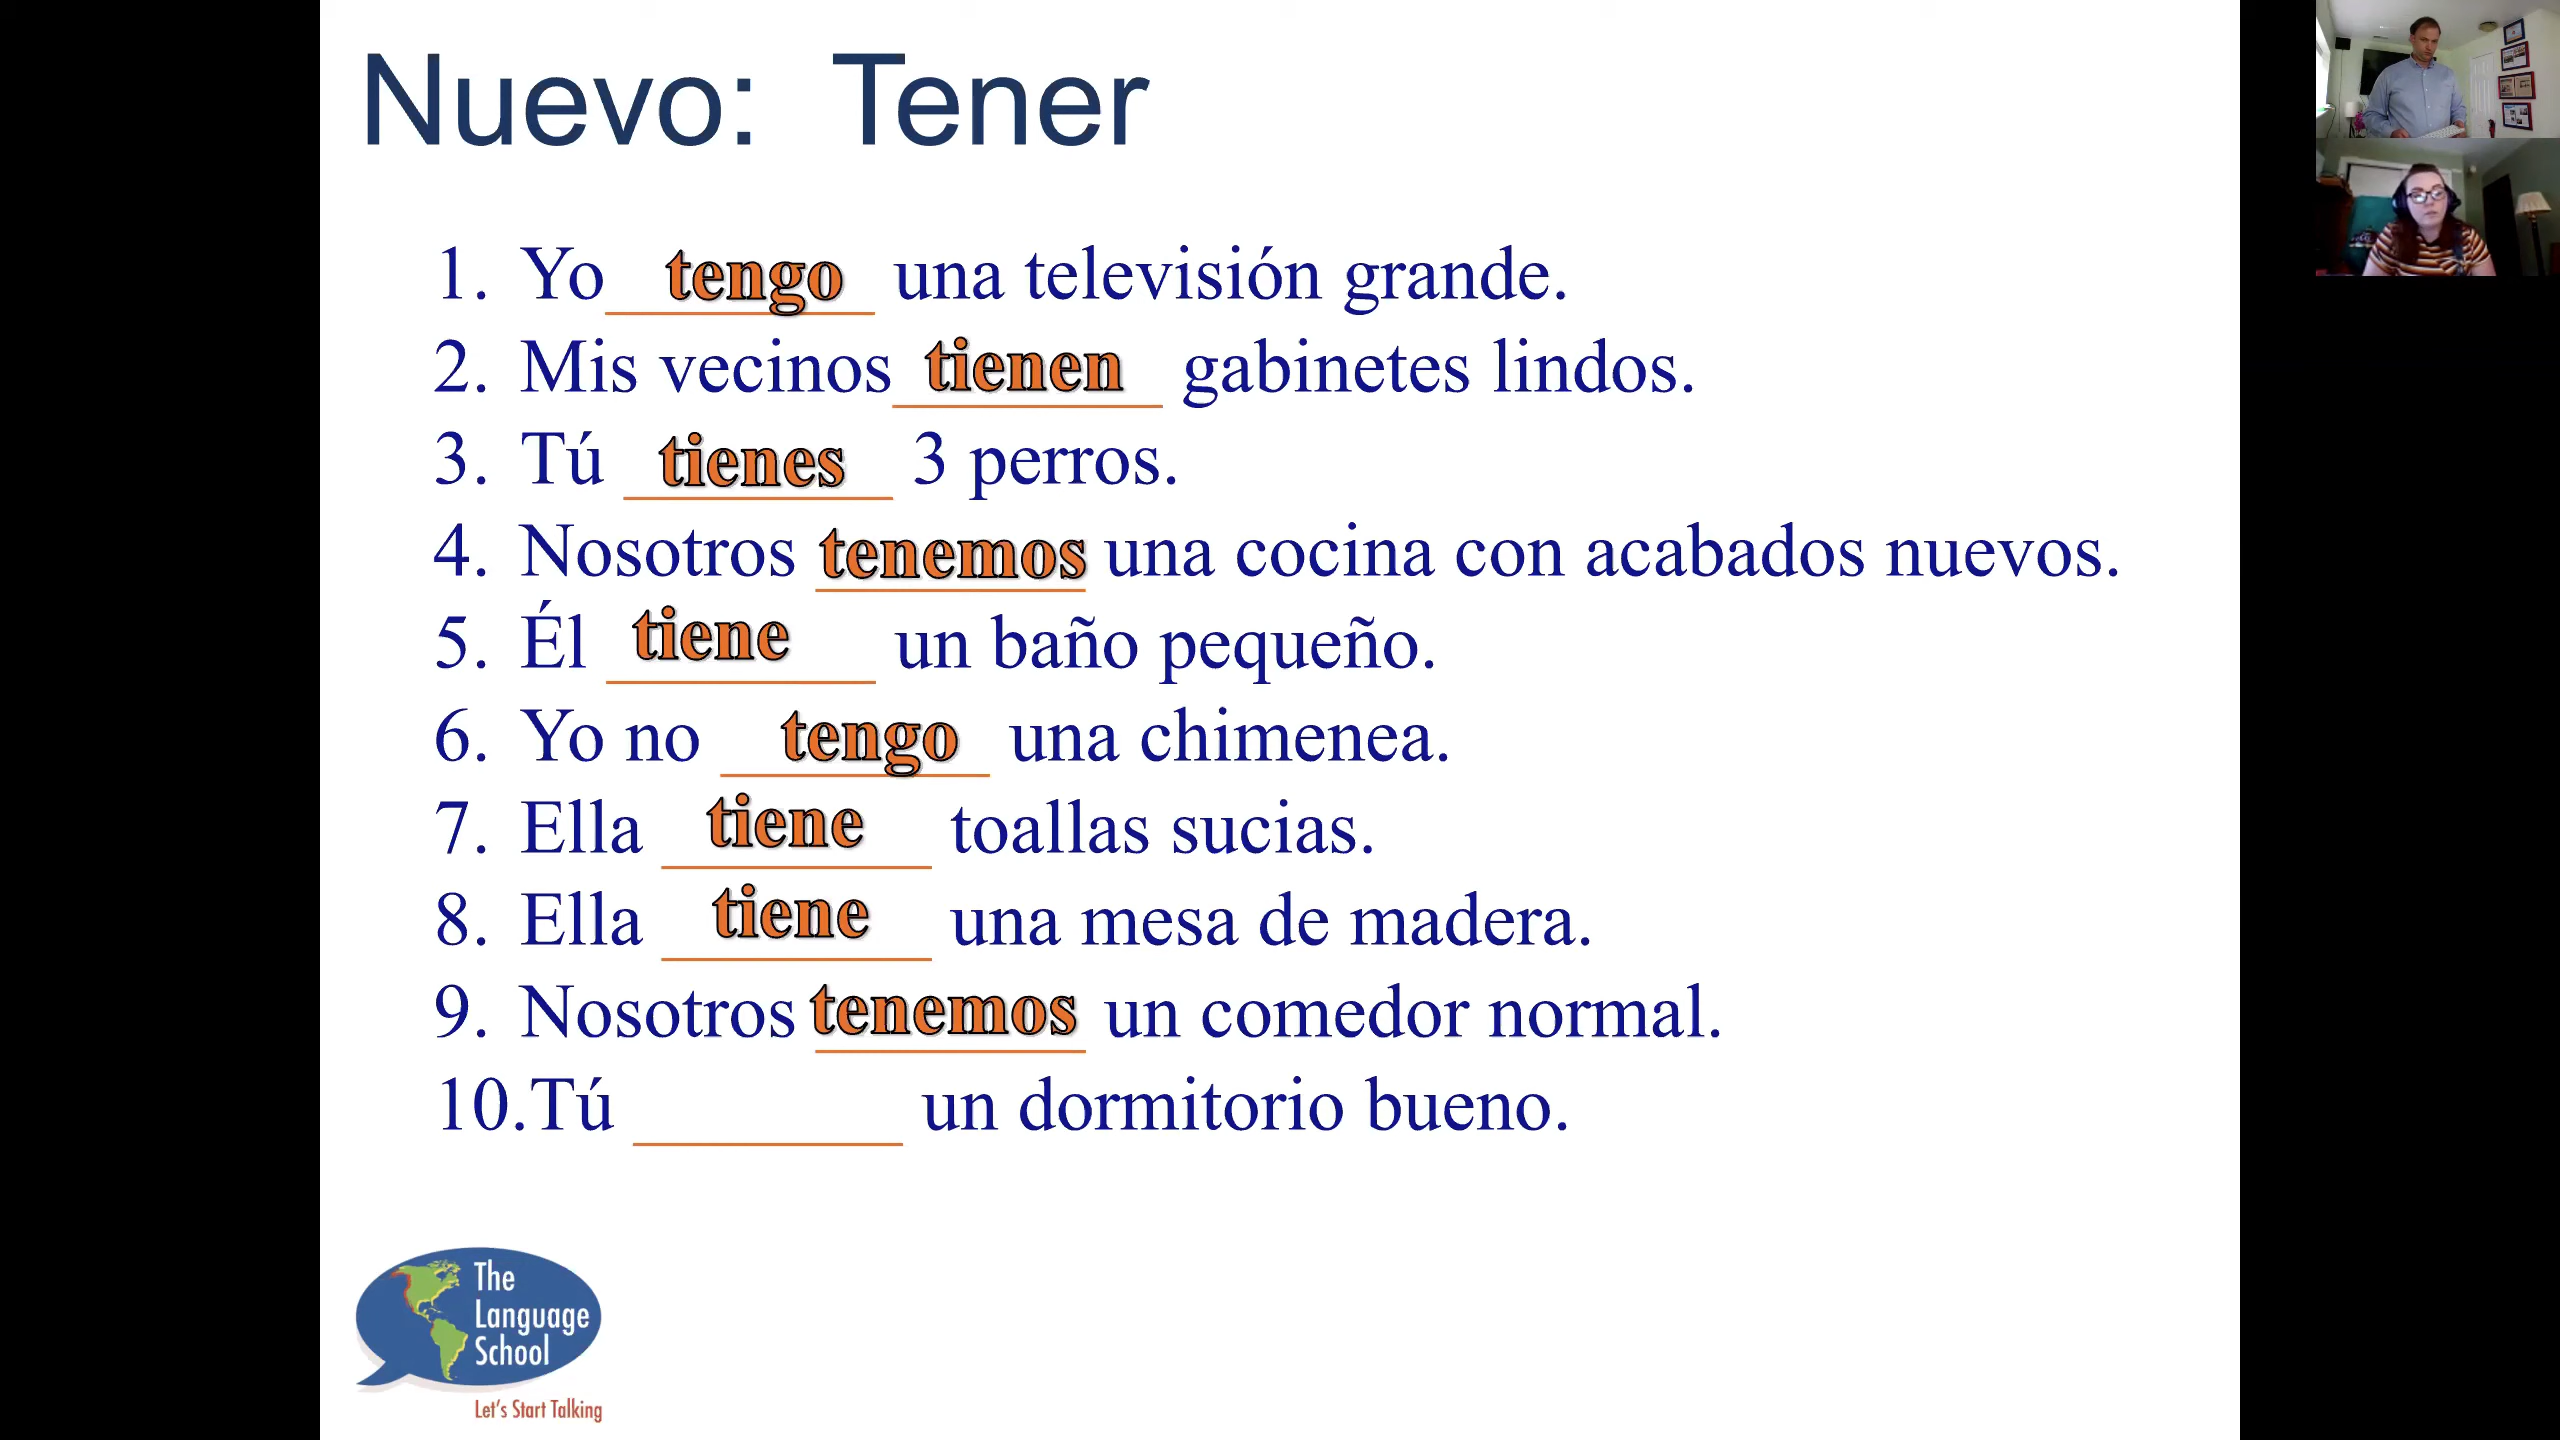 Nuevo: Tener
1. Yo tengo una televisión grande.
2. Mis vecinos tienen gabinetes lindos.
3. Tú tienes 3 perros.
4. Nosotros tenemos una cocina con acabados nuevos.
5. Él tiene un baño pequeño.
6. Yo no tengo una chimenea.
7. Ella tiene toallas sucias.
8. Ella tiene una mesa de madera.
9. Nosotros tenemos un comedor normal.
10. Tú ________ un dormitorio bueno.
The
Language
School
Let's Start Talking